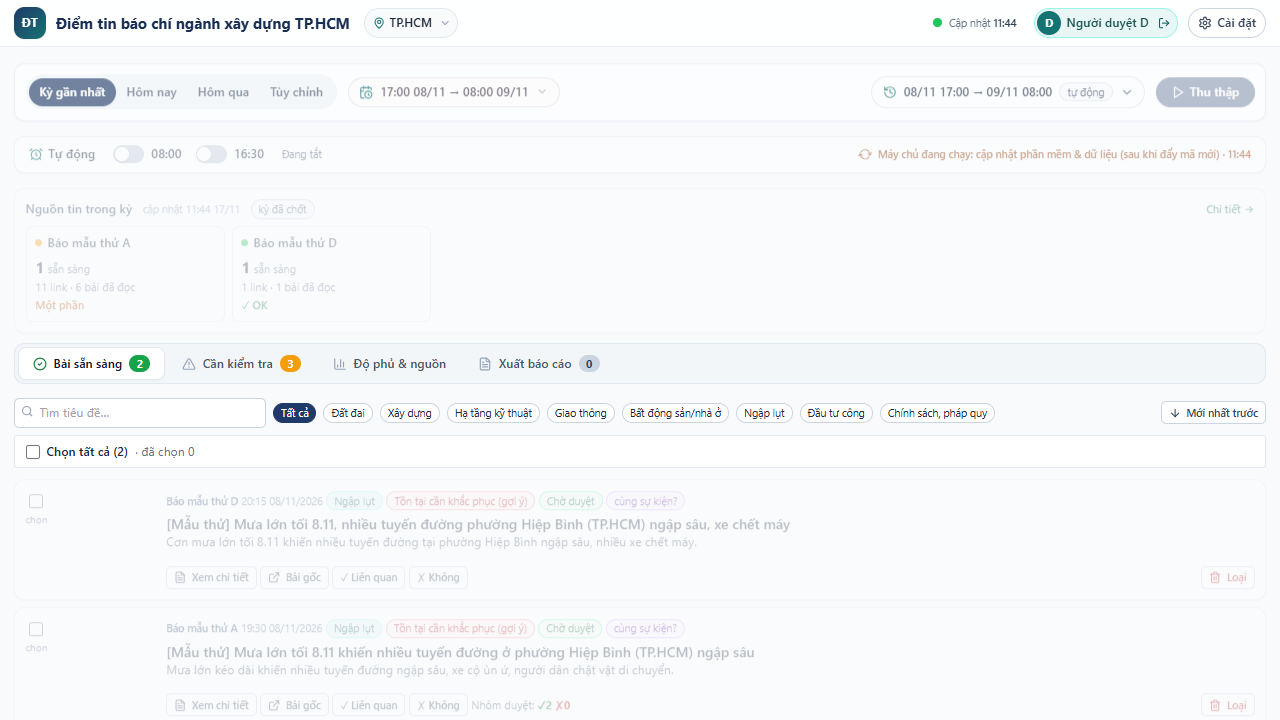 ĐT Điểm tin báo chí ngành xây dựng TP.HCM TP.HCM Cập nhật 11:44 D Người duyệt D Cài đặt
Kỳ gần nhất Hôm nay Hôm qua Tùy chỉnh 17:00 08/11 → 08:00 09/11 08/11 17:00 → 09/11 08:00 tự động Thu thập
Tự động 08:00 16:30 Đang tắt Máy chủ đang chạy: cập nhật phần mềm & dữ liệu (sau khi đẩy mã mới) · 11:44
Nguồn tin trong kỳ cập nhật 11:44 17/11 kỳ đã chốt Chi tiết →
Báo mẫu thử A Báo mẫu thử D
1 sẵn sàng 1 sẵn sàng
11 link · 6 bài đã đọc 1 link · 1 bài đã đọc
Một phần ✓ OK
Bài sẵn sàng 2 Cần kiểm tra 3 Độ phủ & nguồn Xuất báo cáo 0
Tìm tiêu đề... Tất cả Đất đai Xây dựng Hạ tầng kỹ thuật Giao thông Bất động sản/nhà ở Ngập lụt Đầu tư công Chính sách, pháp quy ↓ Mới nhất trước
Chọn tất cả (2) · đã chọn 0
Báo mẫu thử D 20:15 08/11/2026 Ngập lụt Tồn tại cần khắc phục (gợi ý) Chờ duyệt cùng sự kiện?
chọn
[Mẫu thử] Mưa lớn tối 8.11, nhiều tuyến đường phường Hiệp Bình (TP.HCM) ngập sâu, xe chết máy
Cơn mưa lớn tối 8.11 khiến nhiều tuyến đường tại phường Hiệp Bình ngập sâu, nhiều xe chết máy.
Xem chi tiết Bài gốc ✓ Liên quan ✗ Không Loại
Báo mẫu thử A 19:30 08/11/2026 Ngập lụt Tồn tại cần khắc phục (gợi ý) Chờ duyệt cùng sự kiện?
chọn
[Mẫu thử] Mưa lớn tối 8.11 khiến nhiều tuyến đường ở phường Hiệp Bình (TP.HCM) ngập sâu
Mưa lớn kéo dài khiến nhiều tuyến đường ngập sâu, xe cộ ùn ứ, người dân chật vật di chuyển.
Xem chi tiết Bài gốc ✓ Liên quan ✗ Không Nhóm duyệt: ✓2 ✗0 Loại